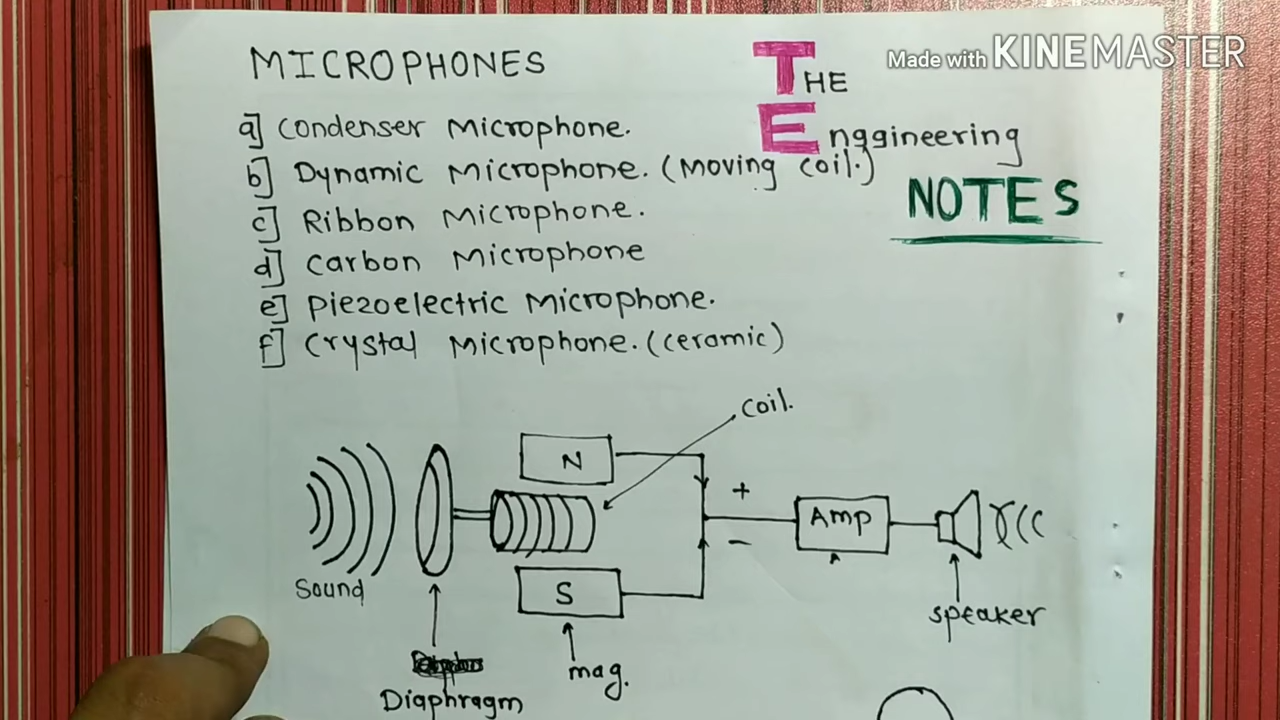 Made with KINEMASTER
MICROPHONES
THE
Enggineering
NOTES
a] Condenser Microphone.
b] Dynamic Microphone. (Moving coil.)
c] Ribbon Microphone.
d] Carbon Microphone
e] Piezoelectric Microphone.
f] Crystal Microphone. (ceramic)
Coil.
N
+
Amp
-
S
Sound
speaker
mag.
Diaphragm